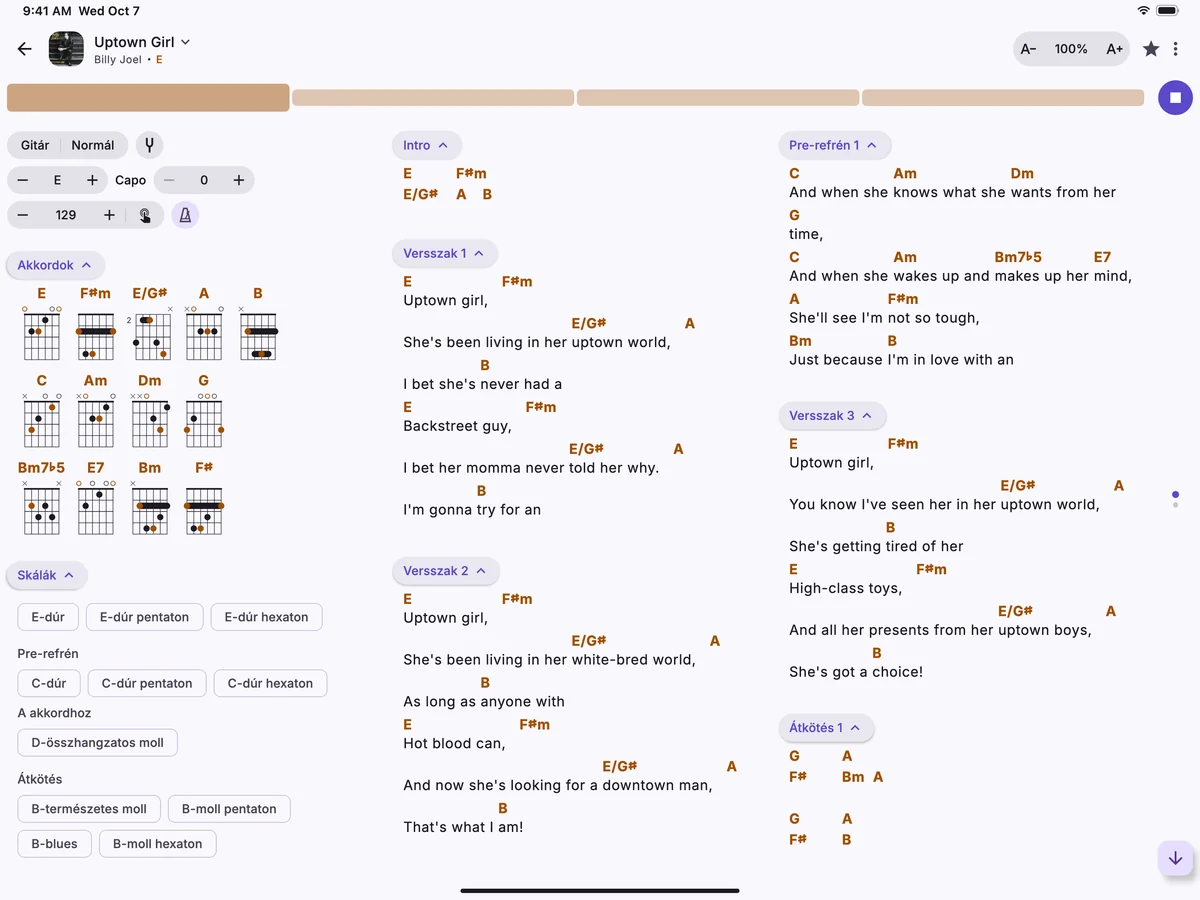 9:41 AM Wed Oct 7
Uptown Girl
Billy Joel • E
A− 100% A+
Gitár Normál
− E + Capo − 0 +
− 129 +
Akkordok
E F#m E/G# A B
2
C Am Dm G
Bm7♭5 E7 Bm F#
Skálák
E-dúr E-dúr pentaton E-dúr hexaton
Pre-refrén
C-dúr C-dúr pentaton C-dúr hexaton
A akkordhoz
D-összhangzatos moll
Átkötés
B-természetes moll B-moll pentaton
B-blues B-moll hexaton
Intro
E F#m
E/G# A B
Versszak 1
E F#m
Uptown girl,
E/G# A
She's been living in her uptown world,
B
I bet she's never had a
E F#m
Backstreet guy,
E/G# A
I bet her momma never told her why.
B
I'm gonna try for an
Versszak 2
E F#m
Uptown girl,
E/G# A
She's been living in her white-bred world,
B
As long as anyone with
E F#m
Hot blood can,
E/G# A
And now she's looking for a downtown man,
B
That's what I am!
Pre-refrén 1
C Am Dm
And when she knows what she wants from her
G
time,
C Am Bm7♭5 E7
And when she wakes up and makes up her mind,
A F#m
She'll see I'm not so tough,
Bm B
Just because I'm in love with an
Versszak 3
E F#m
Uptown girl,
E/G# A
You know I've seen her in her uptown world,
B
She's getting tired of her
E F#m
High-class toys,
E/G# A
And all her presents from her uptown boys,
B
She's got a choice!
Átkötés 1
G A
F# Bm A
G A
F# B